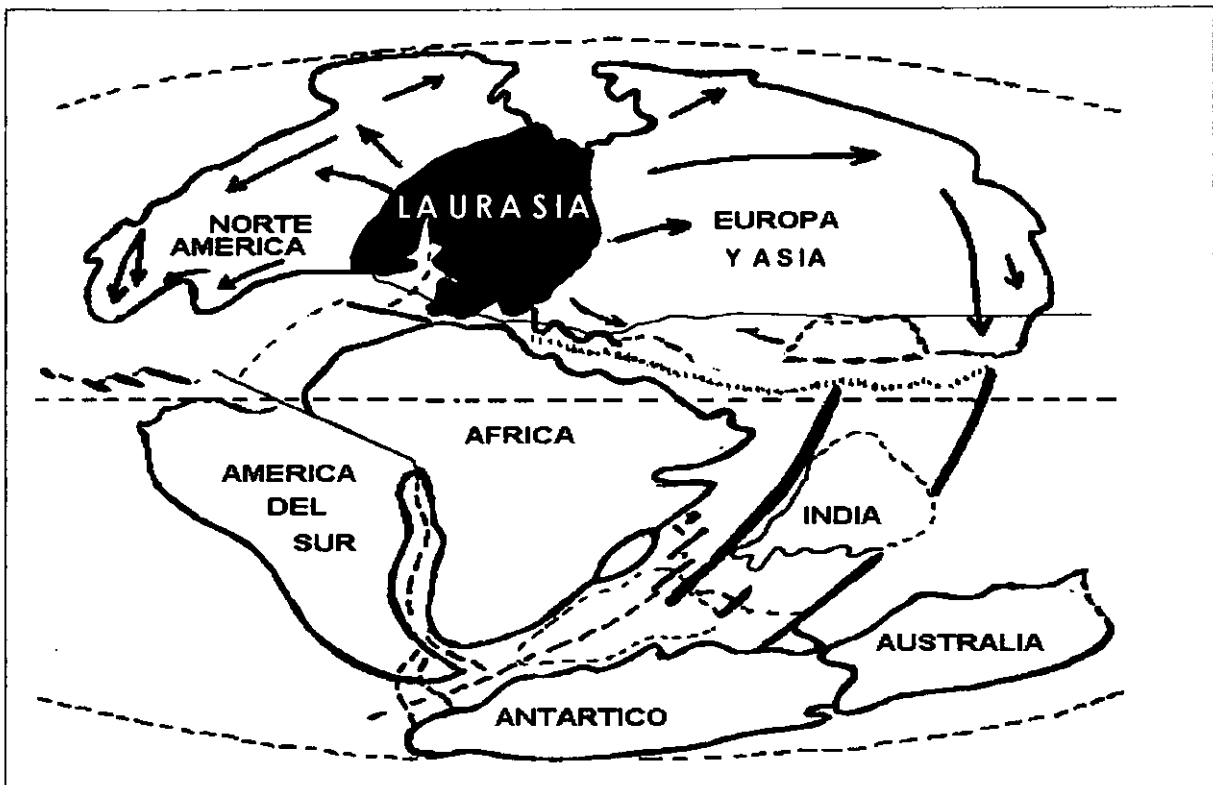 LAURASIA
NORTE
AMERICA
EUROPA
Y ASIA
AFRICA
AMERICA
DEL
SUR
INDIA
AUSTRALIA
ANTARTICO